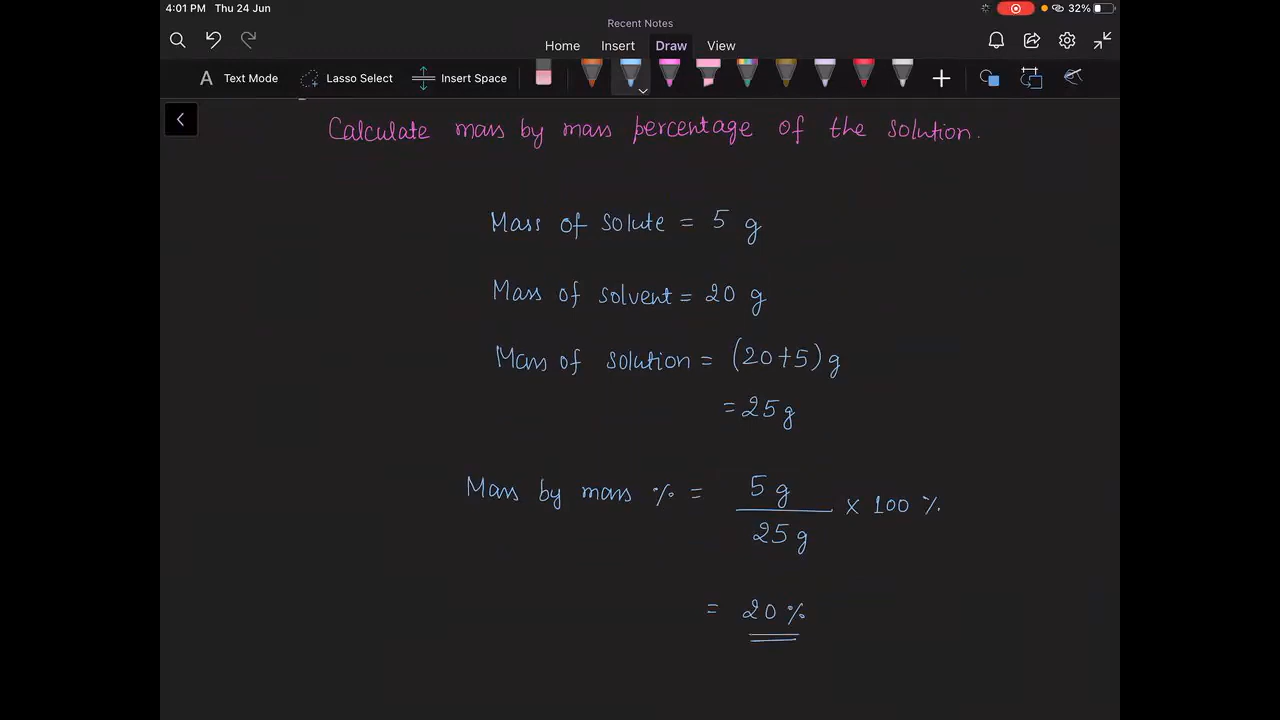 4:01 PM Thu 24 Jun
32%
Recent Notes
Home Insert Draw View
A Text Mode Lasso Select Insert Space
Calculate mass by mass percentage of the solution.
Mass of solute = 5 g
Mass of solvent = 20 g
Mass of solution = (20+5) g
= 25 g
Mass by mass % = 5 g
25 g
× 100 %
= 20 %